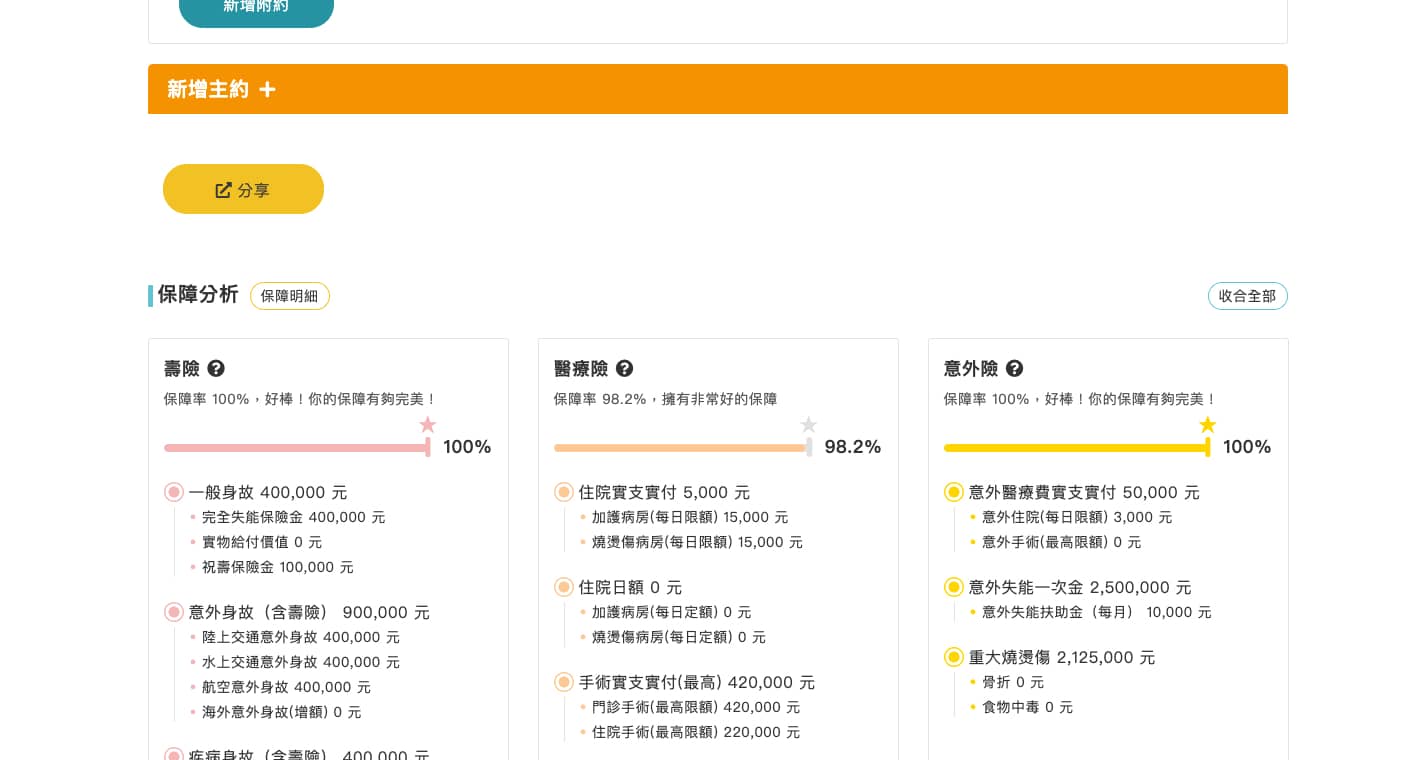 新增附約
新增主約
分享
保障分析
保障明細
收合全部
壽險
保障率 100%，好棒！你的保障有夠完美！
100%
一般身故 400,000 元
完全失能保險金 400,000 元
實物給付價值 0 元
祝壽保險金 100,000 元
意外身故（含壽險） 900,000 元
陸上交通意外身故 400,000 元
水上交通意外身故 400,000 元
航空意外身故 400,000 元
海外意外身故(增額) 0 元
疾病身故（含壽險） 400,000 元
醫療險
保障率 98.2%，擁有非常好的保障
98.2%
住院實支實付 5,000 元
加護病房(每日限額) 15,000 元
燒燙傷病房(每日限額) 15,000 元
住院日額 0 元
加護病房(每日定額) 0 元
燒燙傷病房(每日定額) 0 元
手術實支實付(最高) 420,000 元
門診手術(最高限額) 420,000 元
住院手術(最高限額) 220,000 元
意外險
保障率 100%，好棒！你的保障有夠完美！
100%
意外醫療費實支實付 50,000 元
意外住院(每日限額) 3,000 元
意外手術(最高限額) 0 元
意外失能一次金 2,500,000 元
意外失能扶助金（每月） 10,000 元
重大燒燙傷 2,125,000 元
骨折 0 元
食物中毒 0 元